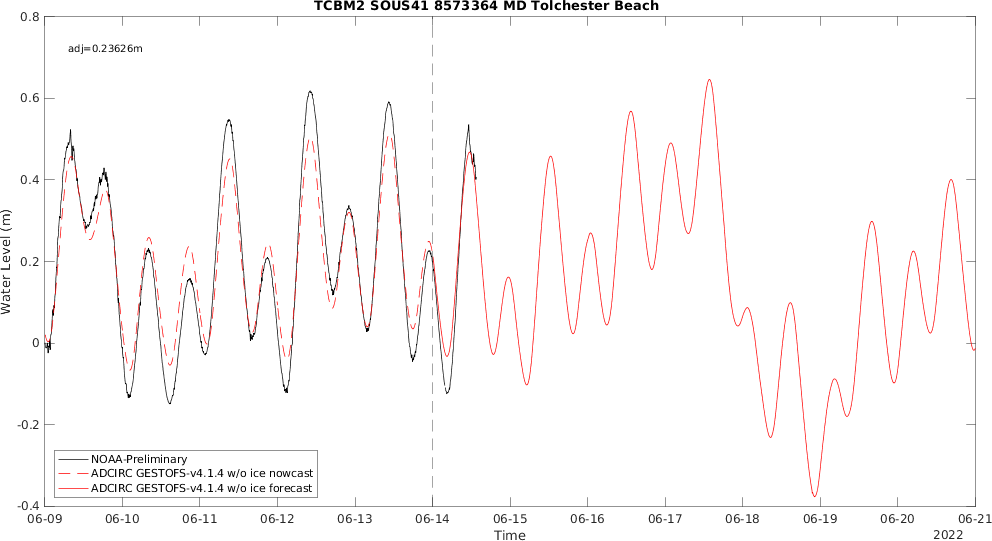 TCBM2 SOUS41 8573364 MD Tolchester Beach
adj=0.23626m
0.8
0.6
0.4
0.2
0
-0.2
-0.4
Water Level (m)
NOAA-Preliminary
ADCIRC GESTOFS-v4.1.4 w/o ice nowcast
ADCIRC GESTOFS-v4.1.4 w/o ice forecast
06-09 06-10 06-11 06-12 06-13 06-14 06-15 06-16 06-17 06-18 06-19 06-20 06-21
Time
2022